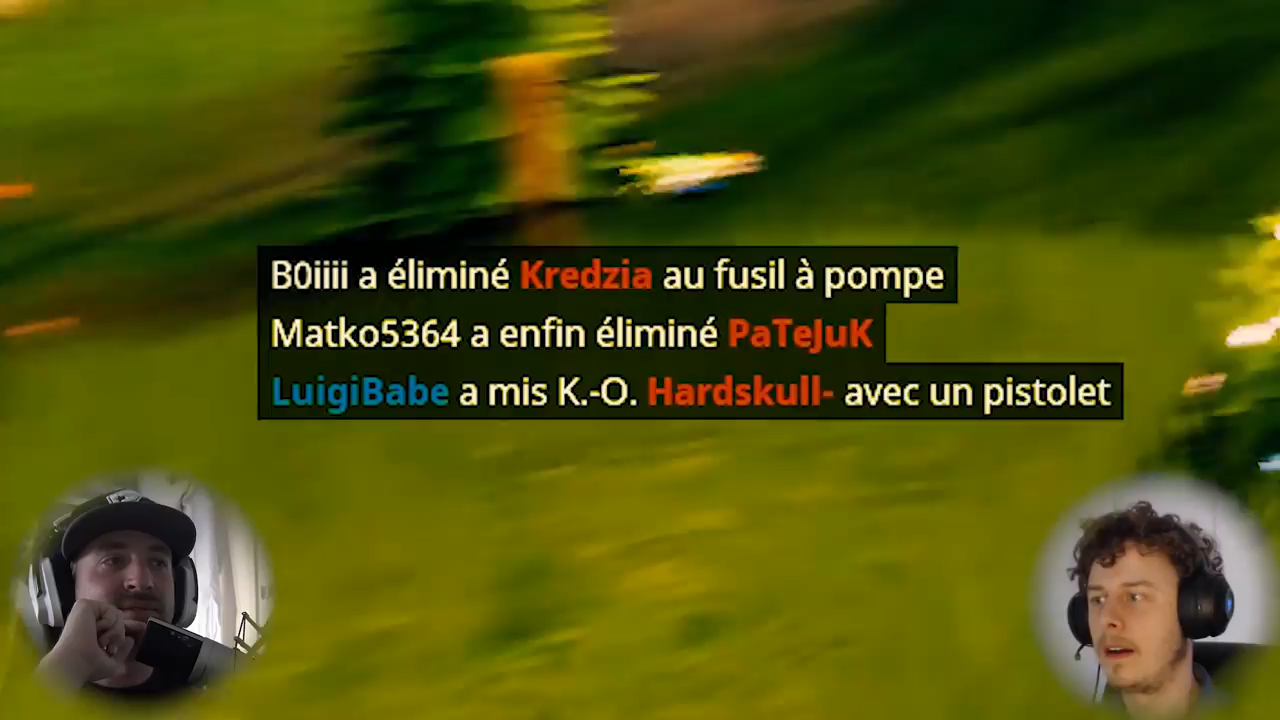 B0iiii a éliminé Kredzia au fusil à pompe
Matko5364 a enfin éliminé PaTeJuK
LuigiBabe a mis K.-O. Hardskull- avec un pistolet